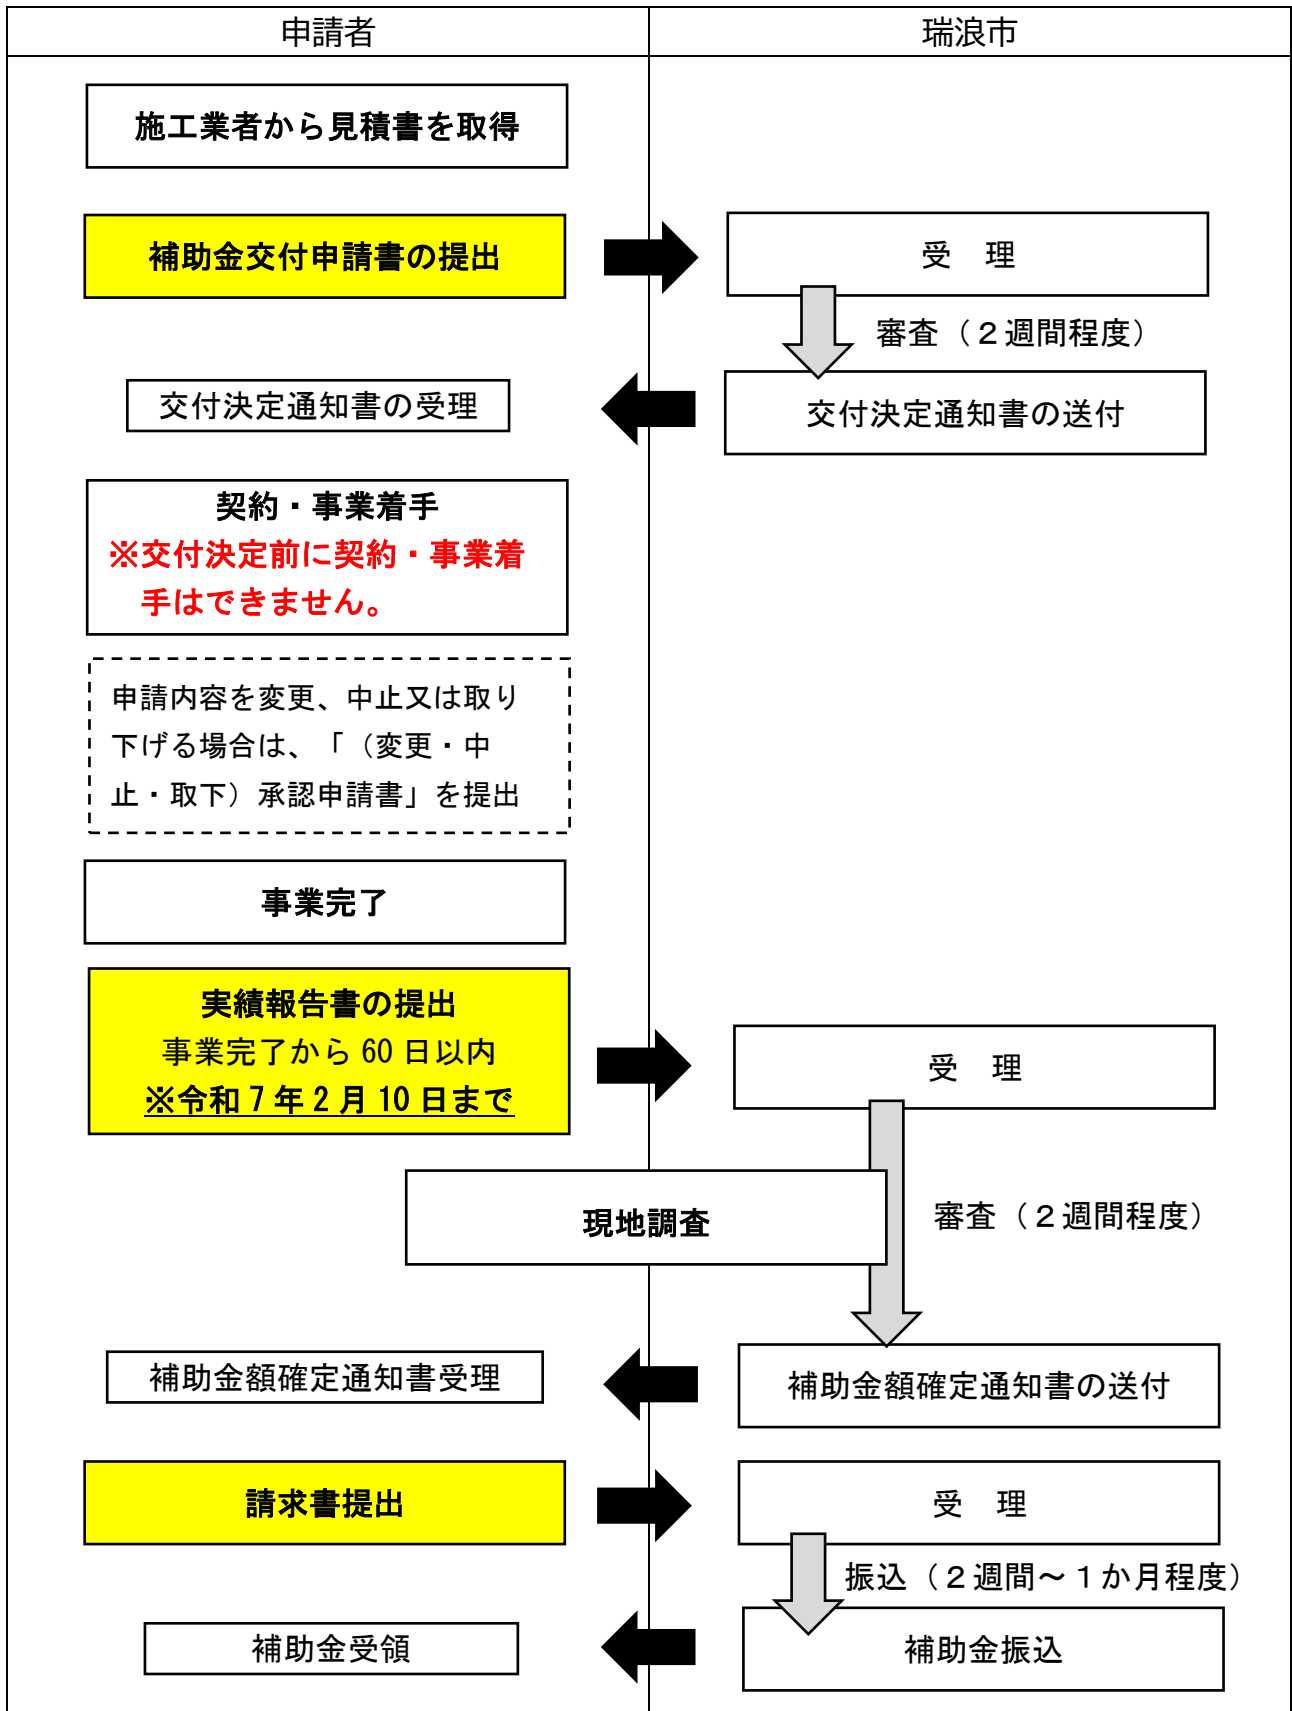 申請者
瑞浪市
施工業者から見積書を取得
補助金交付申請書の提出
受　理
審査（２週間程度）
交付決定通知書の受理
交付決定通知書の送付
契約・事業着手
※交付決定前に契約・事業着
手はできません。
申請内容を変更、中止又は取り
下げる場合は、「（変更・中
止・取下）承認申請書」を提出
事業完了
実績報告書の提出
事業完了から 60 日以内
※令和 7 年 2 月 10 日まで
受　理
現地調査
審査（２週間程度）
補助金額確定通知書受理
補助金額確定通知書の送付
請求書提出
受　理
振込（２週間～１か月程度）
補助金受領
補助金振込